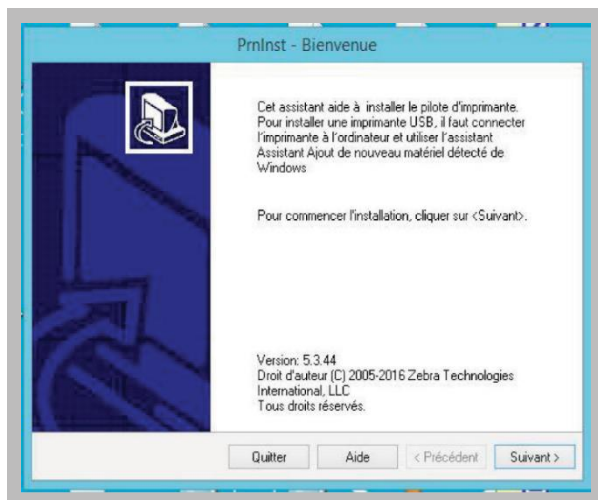 PrnInst - Bienvenue
Cet assistant aide à installer le pilote d'imprimante.
Pour installer une imprimante USB, il faut connecter
l'imprimante à l'ordinateur et utiliser l'assistant
Assistant Ajout de nouveau matériel détecté de
Windows
Pour commencer l'installation, cliquer sur <Suivant>.
Version: 5.3.44
Droit d'auteur (C) 2005-2016 Zebra Technologies
International, LLC
Tous droits réservés.
Quitter Aide < Précédent Suivant >